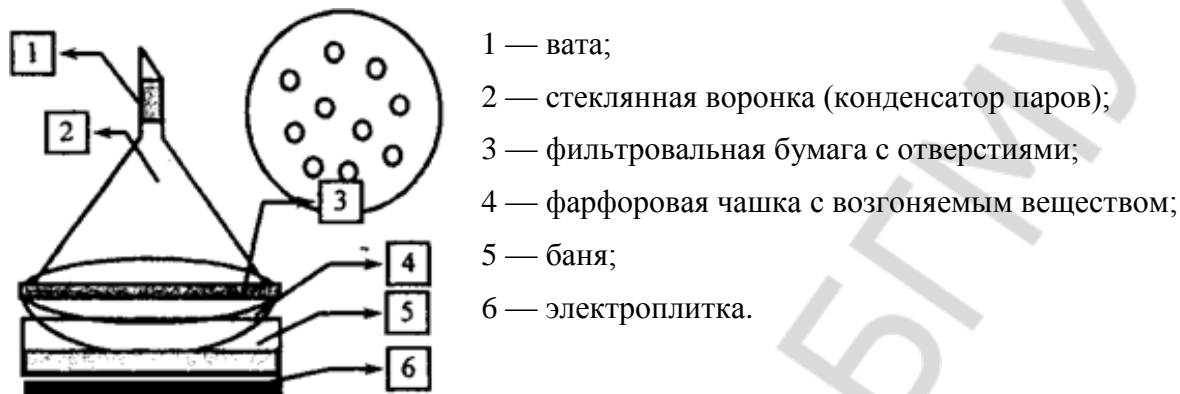 1 — вата;
2 — стеклянная воронка (конденсатор паров);
3 — фильтровальная бумага с отверстиями;
4 — фарфоровая чашка с возгоняемым веществом;
5 — баня;
6 — электроплитка.
1
2
3
4
5
6
БГМУ